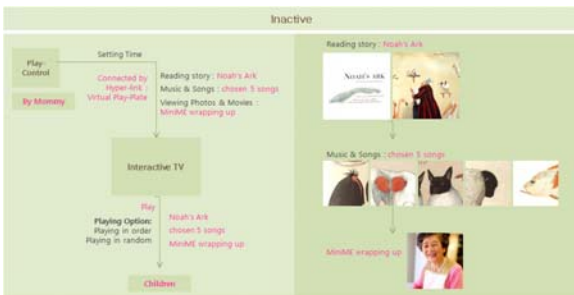 Inactive
Play-
Control
By Mommy
Setting Time :
Connected by
Hyper-link :
Virtual Play-Plate
Reading story : Noah's Ark
Music & Songs : chosen 5 songs
Viewing Photos & Movies :
MiniME wrapping up
Interactive TV
Play
Playing Option:
Playing in order
Playing in random
Noah's Ark
chosen 5 songs
MiniME wrapping up
Children
Reading story : Noah's Ark
NOAH'S ARK
Music & Songs : chosen 5 songs
MiniME wrapping up